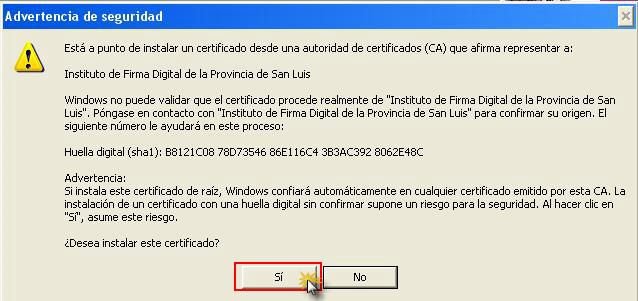 Advertencia de seguridad
Está a punto de instalar un certificado desde una autoridad de certificados (CA) que afirma representar a:
Instituto de Firma Digital de la Provincia de San Luis
Windows no puede validar que el certificado procede realmente de "Instituto de Firma Digital de la Provincia de San
Luis". Póngase en contacto con "Instituto de Firma Digital de la Provincia de San Luis" para confirmar su origen. El
siguiente número le ayudará en este proceso:
Huella digital (sha1): B8121C08 78D73546 86E116C4 3B3AC392 8062E48C
Advertencia:
Si instala este certificado de raíz, Windows confiará automáticamente en cualquier certificado emitido por esta CA. La
instalación de un certificado con una huella digital sin confirmar supone un riesgo para la seguridad. Al hacer clic en
"Sí", asume este riesgo.
¿Desea instalar este certificado?
Sí
No